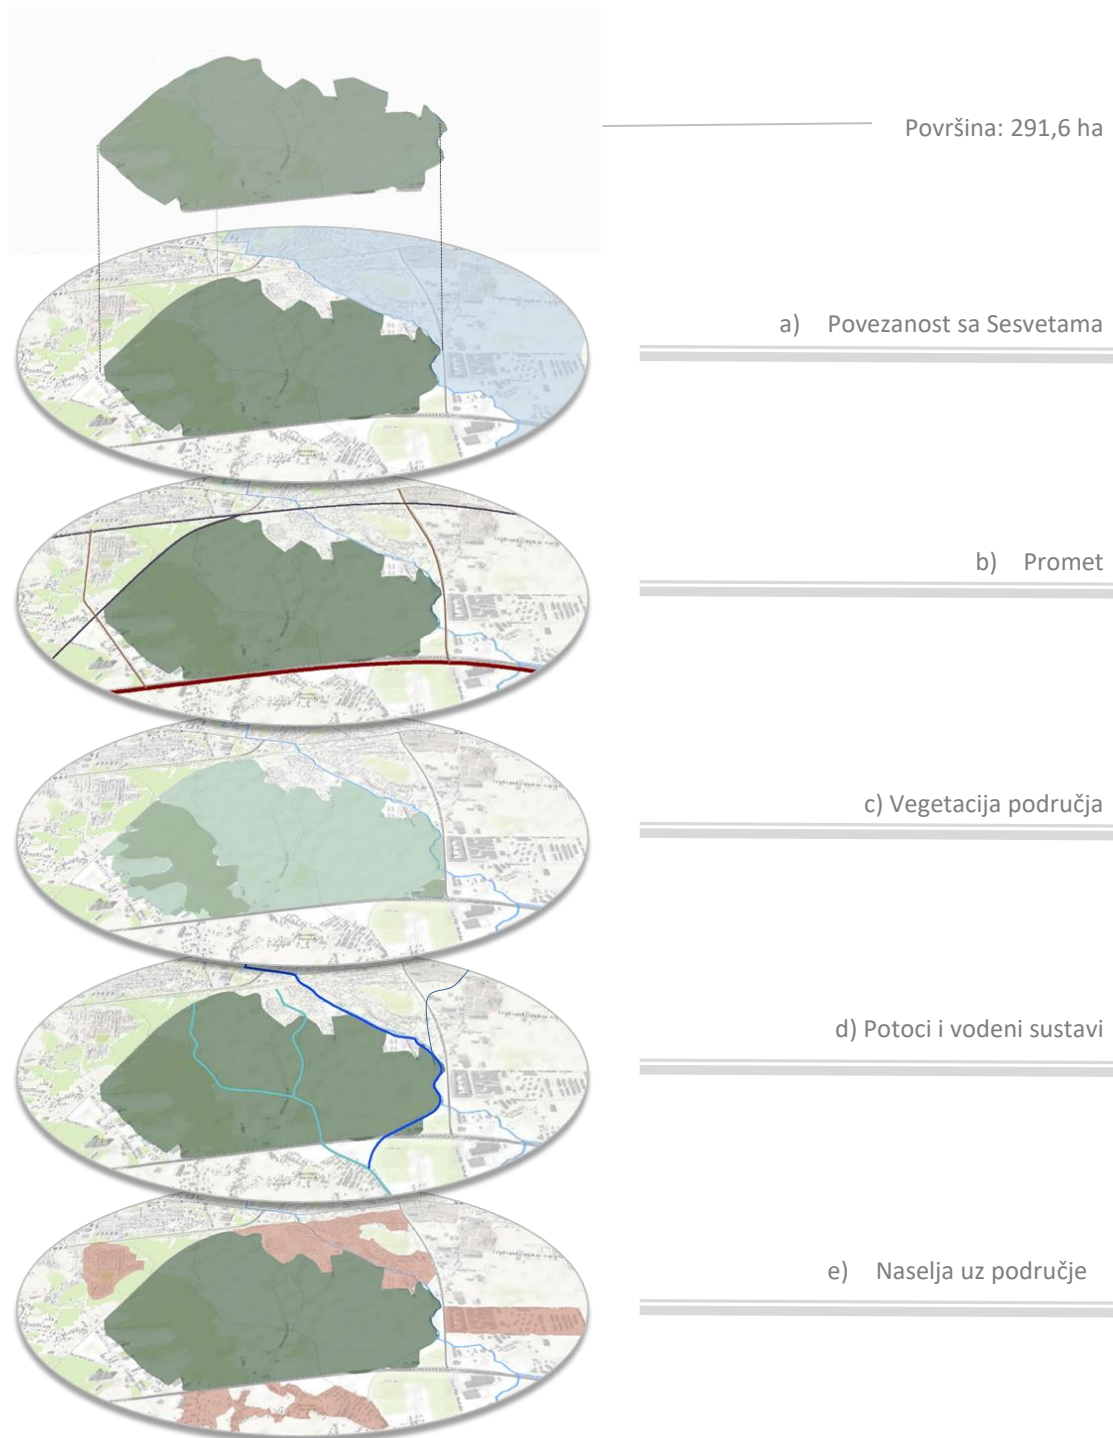 Površina: 291,6 ha
a) Povezanost sa Sesvetama
b) Promet
c) Vegetacija područja
d) Potoci i vodeni sustavi
e) Naselja uz područje